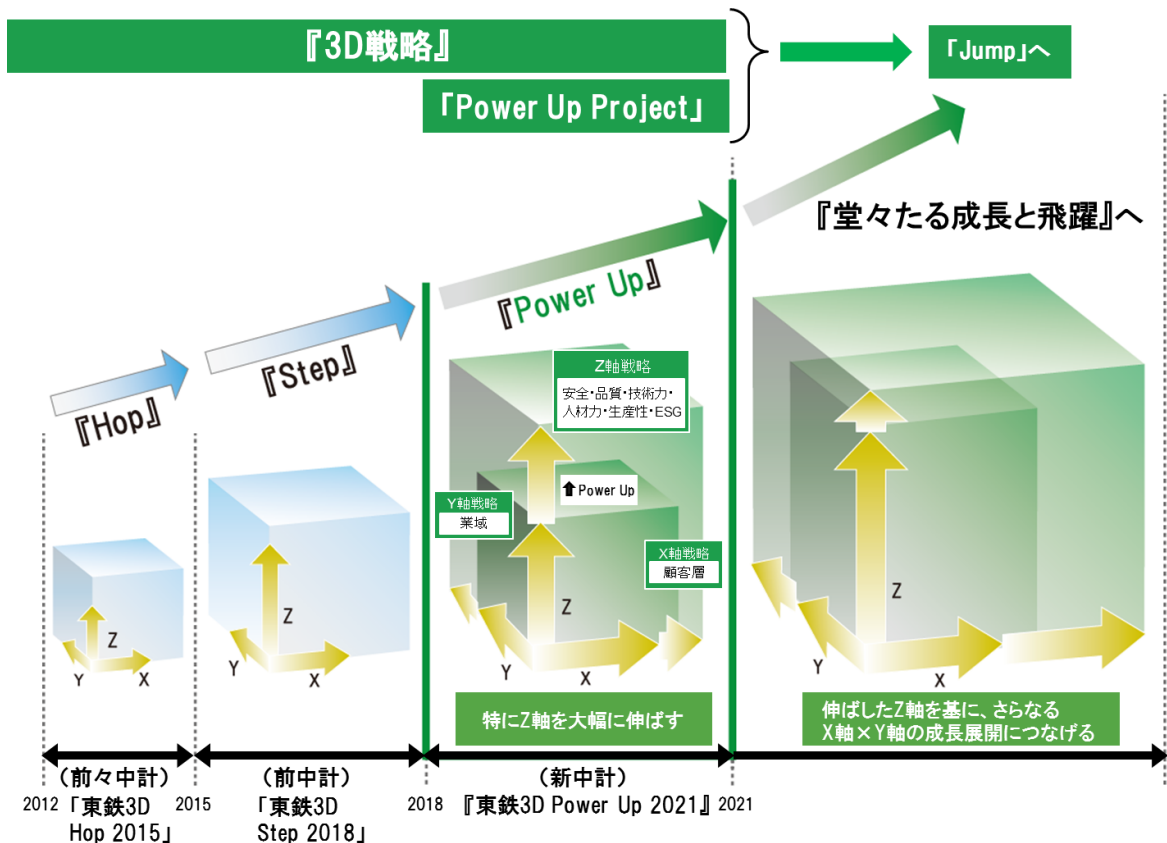 『3D戦略』
「Power Up Project」
「Jump」へ
『堂々たる成長と飛躍』へ
『Power Up』
『Step』
『Hop』
Z軸戦略
安全・品質・技術力・
人材力・生産性・ESG
Power Up
Y軸戦略
業域
X軸戦略
顧客層
Z
Y
X
Z
Y
X
Z
Y
X
Z
Y
X
特にZ軸を大幅に伸ばす
伸ばしたZ軸を基に、さらなる
X軸×Y軸の成長展開につなげる
2012
2015
2018
2021
(前々中計)
「東鉄3D
Hop 2015」
(前中計)
「東鉄3D
Step 2018」
(新中計)
『東鉄3D Power Up 2021』